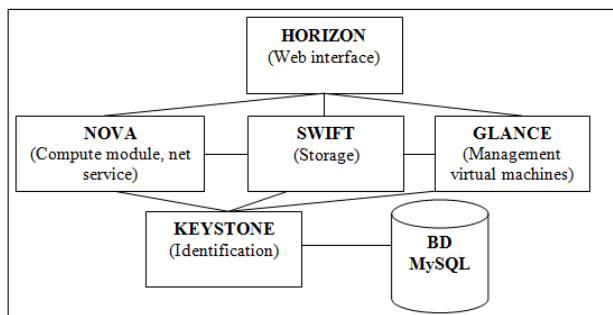 HORIZON
(Web interface)
NOVA
(Compute module, net
service)
SWIFT
(Storage)
GLANCE
(Management
virtual machines)
KEYSTONE
(Identification)
BD
MySQL